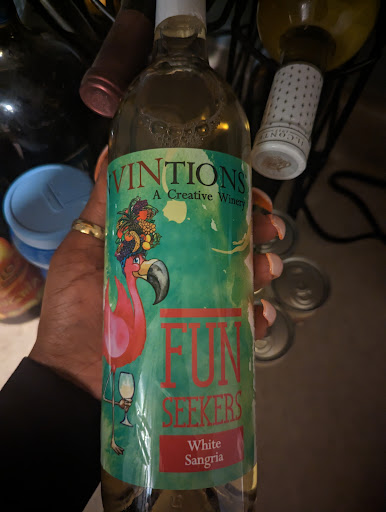 VINTIONS
A Creative Winery
FUN
SEEKERS
White
Sangria